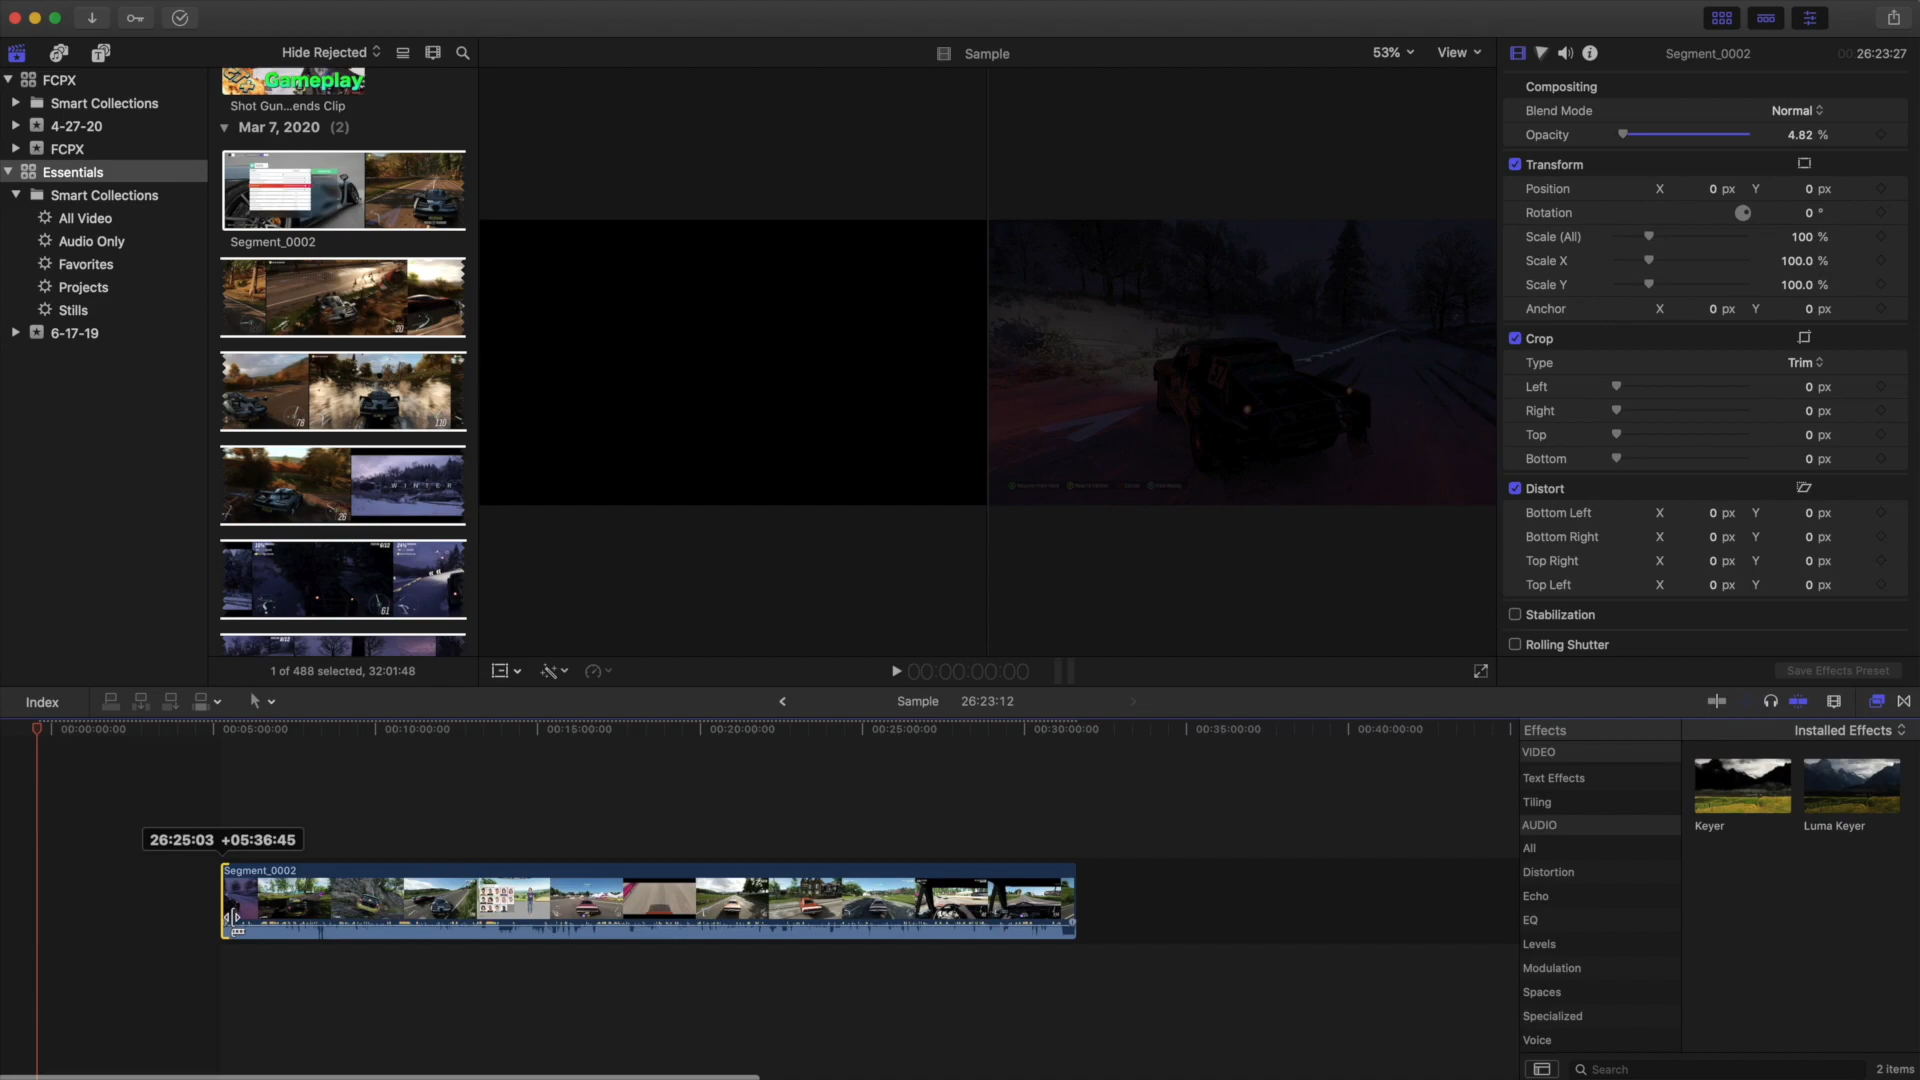 Hide Rejected
Sample
53%
View
Segment_0002
00 26:23:27
FCPX
Smart Collections
4-27-20
FCPX
Essentials
Smart Collections
All Video
Audio Only
Favorites
Projects
Stills
6-17-19
Gameplay
Shot Gun...ends Clip
Mar 7, 2020 (2)
Segment_0002
20
78
110
26
WINTER
61
1 of 488 selected, 32:01:48
00:00:00:00
Compositing
Blend Mode Normal
Opacity 4.82 %
Transform
Position X 0 px Y 0 px
Rotation 0 °
Scale (All) 100 %
Scale X 100.0 %
Scale Y 100.0 %
Anchor X 0 px Y 0 px
Crop
Type Trim
Left 0 px
Right 0 px
Top 0 px
Bottom 0 px
Distort
Bottom Left X 0 px Y 0 px
Bottom Right X 0 px Y 0 px
Top Right X 0 px Y 0 px
Top Left X 0 px Y 0 px
Stabilization
Rolling Shutter
Save Effects Preset
Index
Sample 26:23:12
00:00:00:00 00:05:00:00 00:10:00:00 00:15:00:00 00:20:00:00 00:25:00:00 00:30:00:00 00:35:00:00 00:40:00:00
26:25:03 +05:36:45
Segment_0002
Effects
Installed Effects
VIDEO
Text Effects
Tiling
AUDIO
All
Distortion
Echo
EQ
Levels
Modulation
Spaces
Specialized
Voice
Keyer
Luma Keyer
Search
2 items